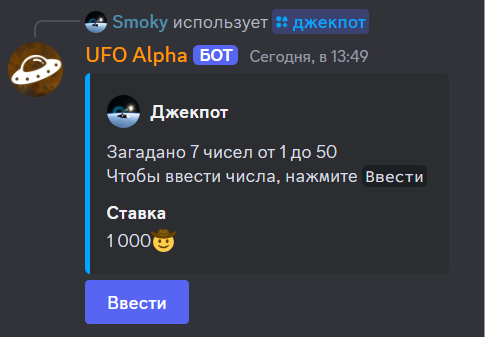 Smoky использует джекпот
UFO Alpha БОТ Сегодня, в 13:49
Джекпот
Загадано 7 чисел от 1 до 50
Чтобы ввести числа, нажмите Ввести
Ставка
1 000🤠
Ввести